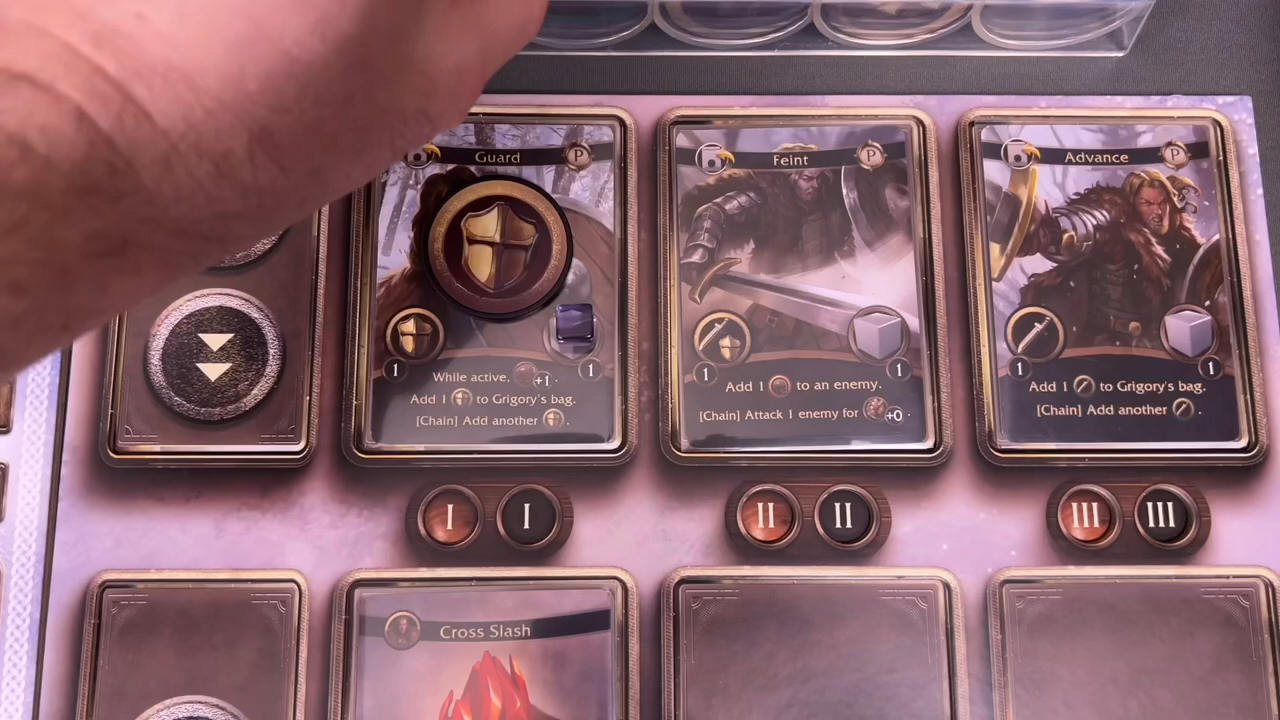 Guard
P
1
1
While active, +1.
Add 1 to Grigory's bag.
[Chain] Add another .
Feint
P
1
1
Add 1 to an enemy.
[Chain] Attack 1 enemy for +0.
Advance
P
1
1
Add 1 to Grigory's bag.
[Chain] Add another .
I
I
II
II
III
III
Cross Slash